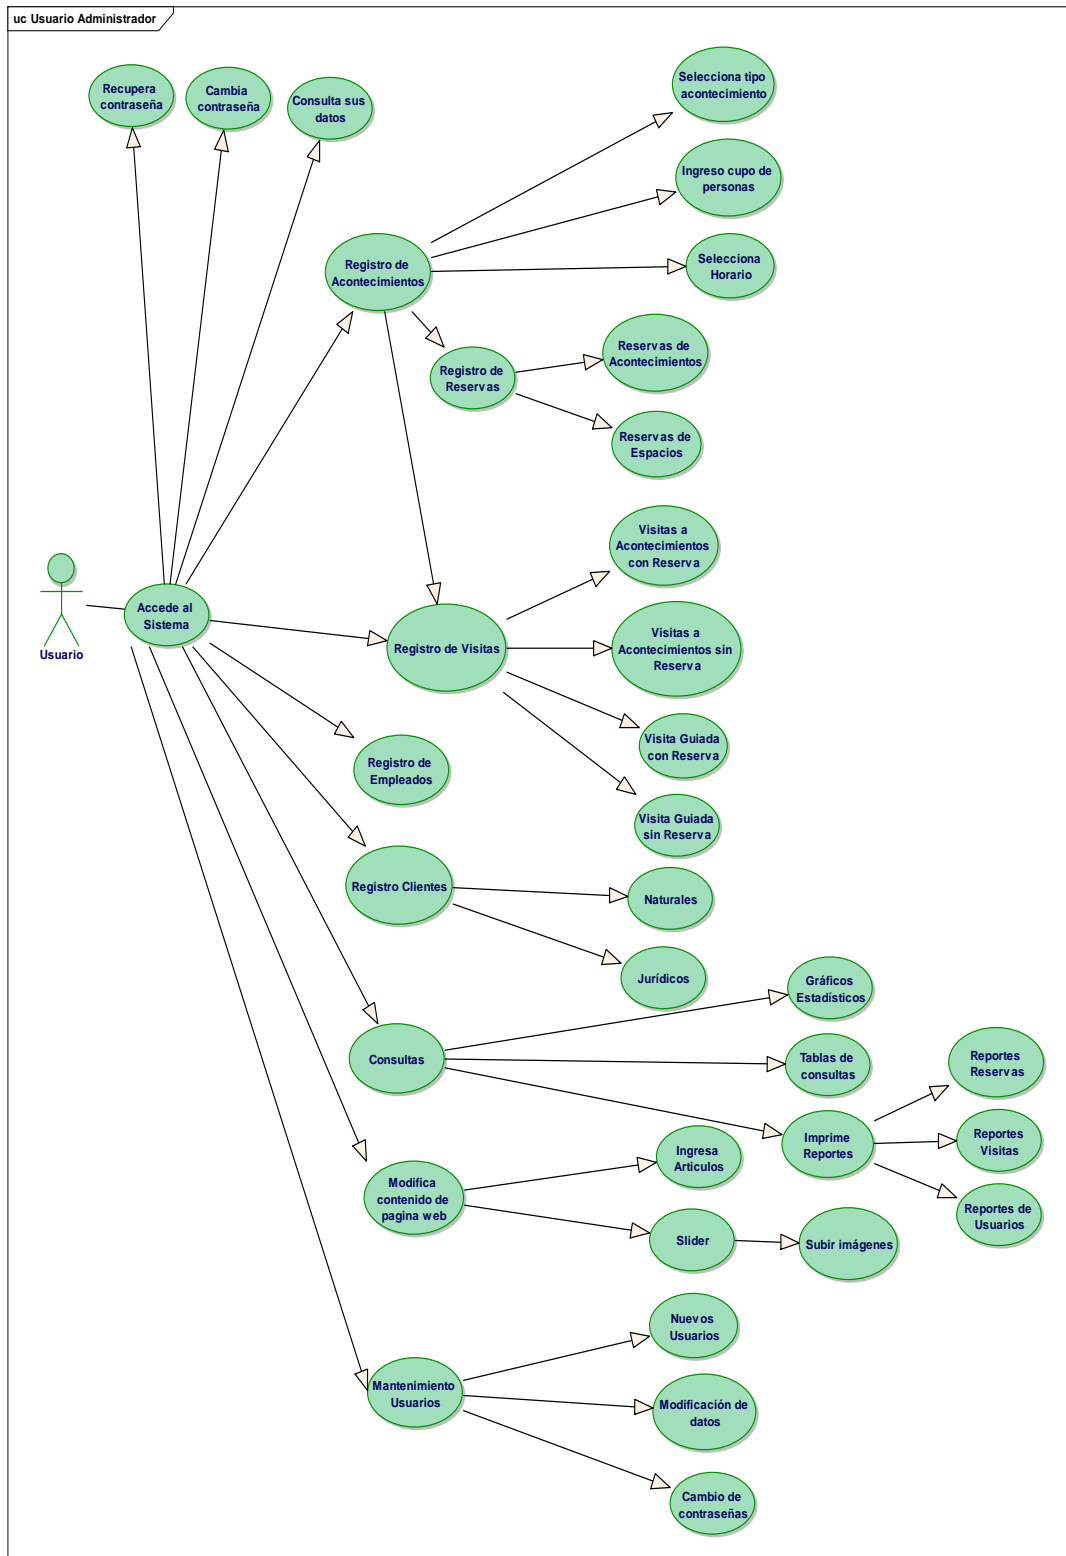 uc Usuario Administrador
Recupera
contraseña
Cambia
contraseña
Consulta sus
datos
Selecciona tipo
acontecimiento
Ingreso cupo de
personas
Selecciona
Horario
Registro de
Acontecimientos
Registro de
Reservas
Reservas de
Acontecimientos
Reservas de
Espacios
Visitas a
Acontecimientos
con Reserva
Visitas a
Acontecimientos sin
Reserva
Visita Guiada
con Reserva
Visita Guiada
sin Reserva
Usuario
Accede al
Sistema
Registro de Visitas
Registro de
Empleados
Registro Clientes
Naturales
Jurídicos
Consultas
Gráficos
Estadísticos
Tablas de
consultas
Imprime
Reportes
Reportes
Reservas
Reportes
Visitas
Reportes de
Usuarios
Modifica
contenido de
pagina web
Ingresa
Articulos
Slider
Subir imágenes
Mantenimiento
Usuarios
Nuevos
Usuarios
Modificación de
datos
Cambio de
contraseñas